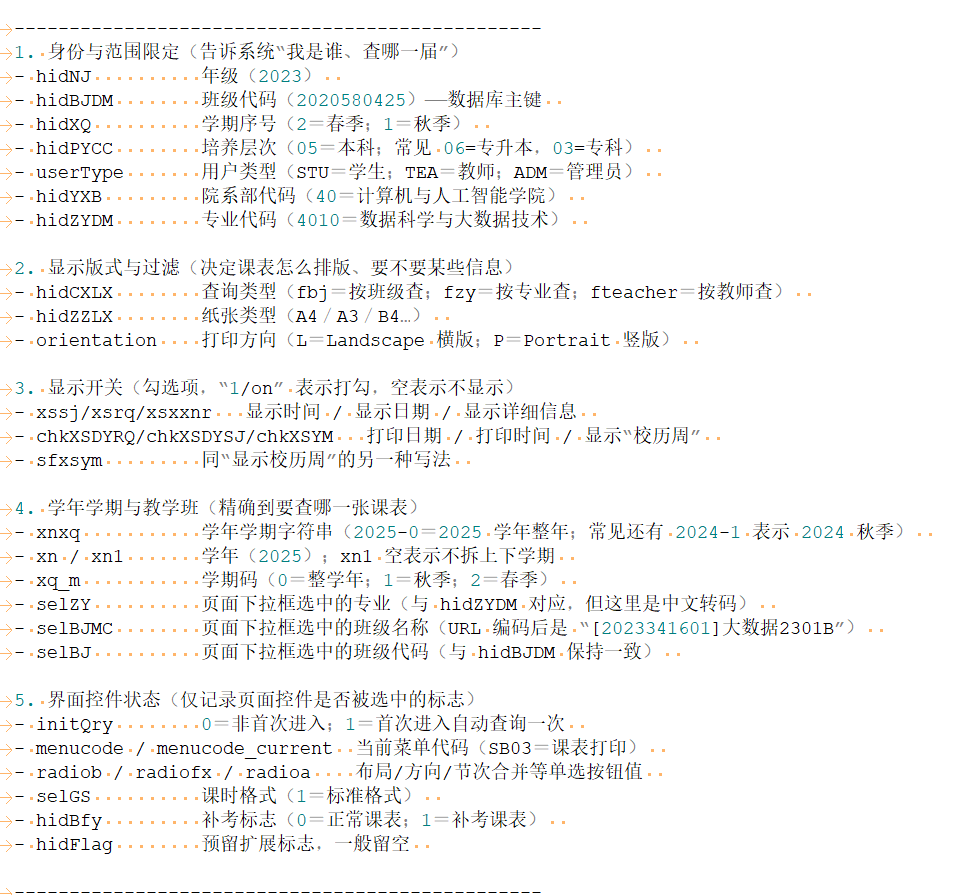 --------------------------------------------
1. 身份与范围限定（告诉系统“我是谁、查哪一届”）
- hidNJ 年级（2023）
- hidBJDM 班级代码（2020580425）——数据库主键
- hidXQ 学期序号（2＝春季；1＝秋季）
- hidPYCC 培养层次（05＝本科；常见 06=专升本，03=专科）
- userType 用户类型（STU＝学生；TEA＝教师；ADM＝管理员）
- hidYXB 院系部代码（40＝计算机与人工智能学院）
- hidZYDM 专业代码（4010＝数据科学与大数据技术）
2. 显示版式与过滤（决定课表怎么排版、要不要某些信息）
- hidCXLX 查询类型（fbj＝按班级查；fzy＝按专业查；fteacher＝按教师查）
- hidZZLX 纸张类型（A4／A3／B4…）
- orientation 打印方向（L＝Landscape 横版；P＝Portrait 竖版）
3. 显示开关（勾选项，“1/on” 表示打勾，空表示不显示）
- xssj/xsrq/xsxxnr 显示时间 / 显示日期 / 显示详细信息
- chkXSDYRQ/chkXSDYSJ/chkXSYM 打印日期 / 打印时间 / 显示“校历周”
- sfxsym 同“显示校历周”的另一种写法
4. 学年学期与教学班（精确到要查哪一张课表）
- xnxq 学年学期字符串（2025-0＝2025 学年整年；常见还有 2024-1 表示 2024 秋季）
- xn / xn1 学年（2025）；xn1 空表示不拆上下学期
- xq_m 学期码（0＝整学年；1＝秋季；2＝春季）
- selZY 页面下拉框选中的专业（与 hidZYDM 对应，但这里是中文转码）
- selBJMC 页面下拉框选中的班级名称（URL 编码后是 “[2023341601]大数据2301B”）
- selBJ 页面下拉框选中的班级代码（与 hidBJDM 保持一致）
5. 界面控件状态（仅记录页面控件是否被选中的标志）
- initQry 0＝非首次进入；1＝首次进入自动查询一次
- menucode / menucode_current 当前菜单代码（SB03＝课表打印）
- radiob / radiofx / radioa 布局/方向/节次合并等单选按钮值
- selGS 课时格式（1＝标准格式）
- hidBfy 补考标志（0＝正常课表；1＝补考课表）
- hidFlag 预留扩展标志，一般留空
--------------------------------------------